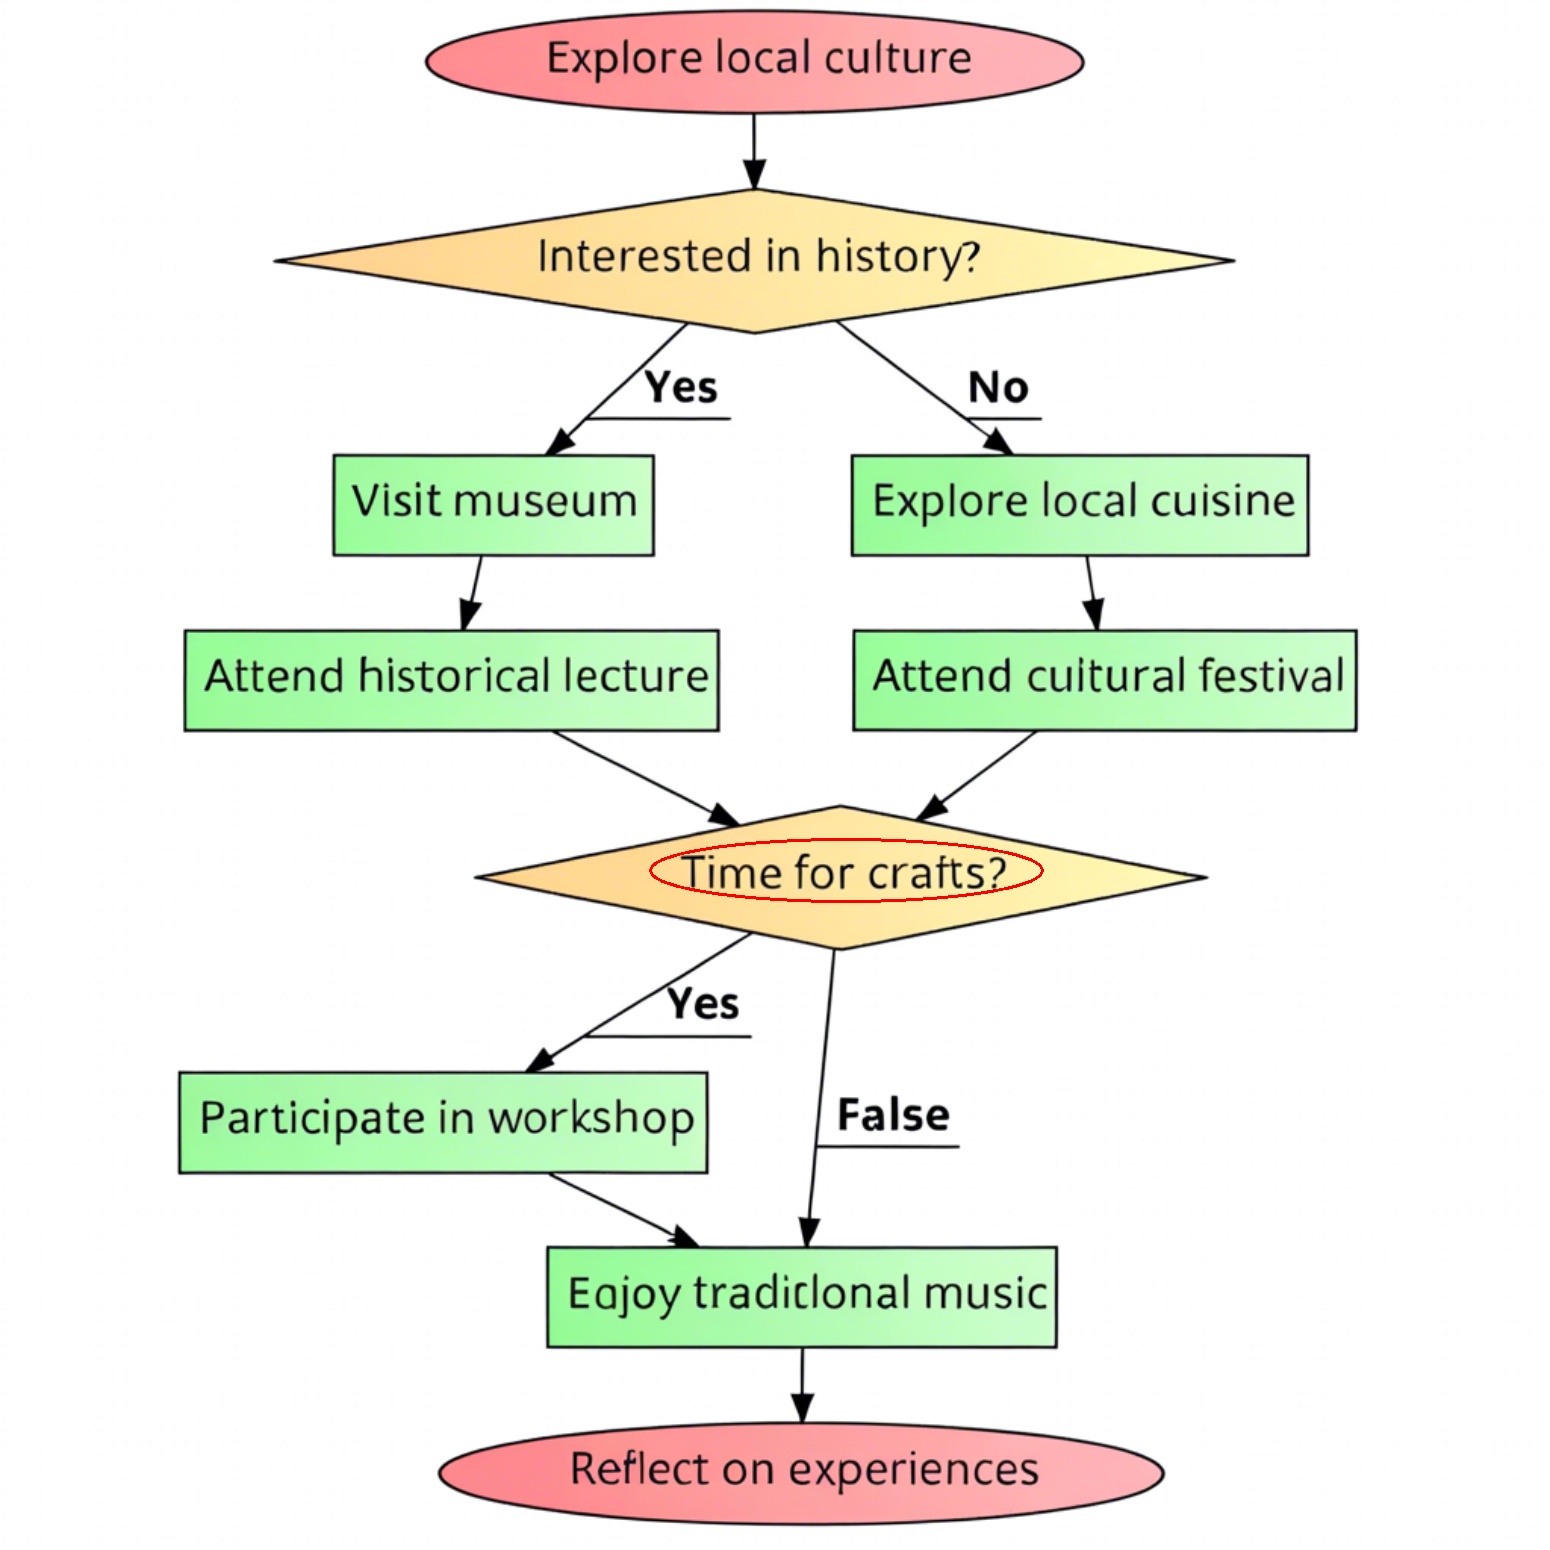 Explore local culture
Interested in history?
Yes
No
Visit museum
Explore local cuisine
Attend historical lecture
Attend cultural festival
Time for crafts?
Yes
Participate in workshop
False
Eajoy traditlonal music
Reflect on experiences